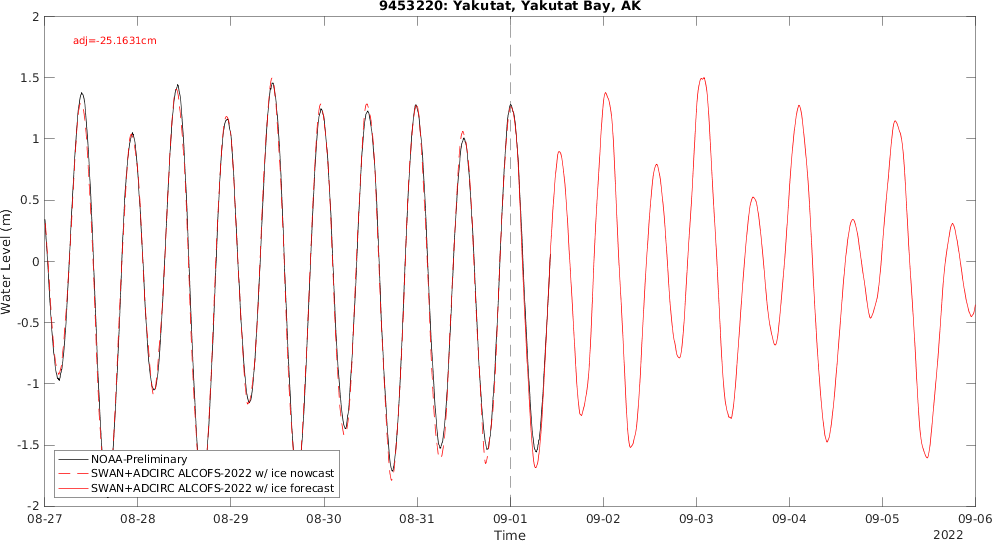 9453220: Yakutat, Yakutat Bay, AK
adj=-25.1631cm
2
1.5
1
0.5
0
-0.5
-1
-1.5
-2
Water Level (m)
NOAA-Preliminary
SWAN+ADCIRC ALCOFS-2022 w/ ice nowcast
SWAN+ADCIRC ALCOFS-2022 w/ ice forecast
08-27 08-28 08-29 08-30 08-31 09-01 09-02 09-03 09-04 09-05 09-06
Time
2022